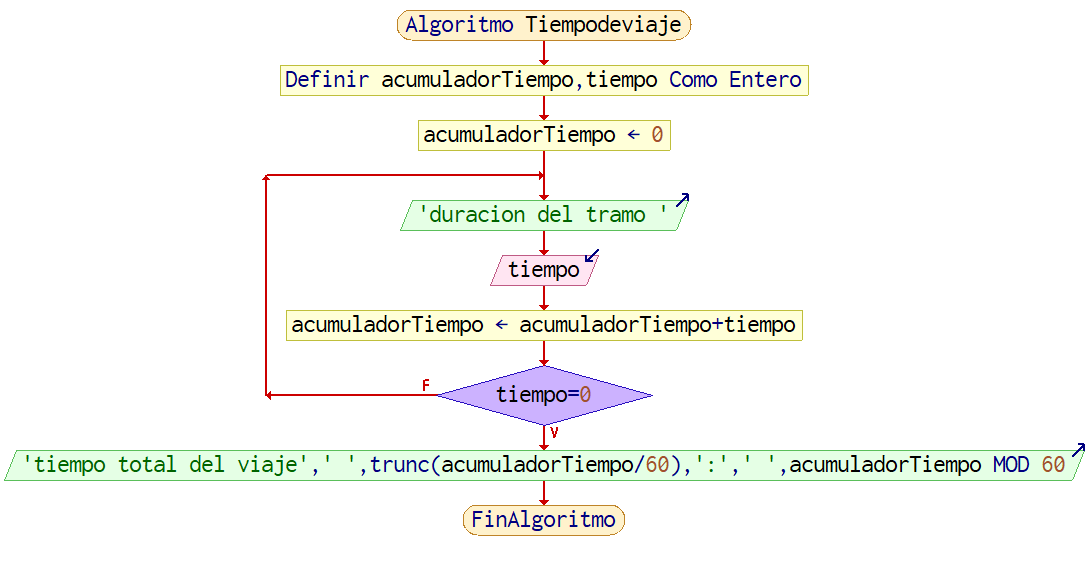 Algoritmo Tiempodeviaje
Definir acumuladorTiempo,tiempo Como Entero
acumuladorTiempo ← 0
'duracion del tramo '
tiempo
acumuladorTiempo ← acumuladorTiempo+tiempo
F
tiempo=0
V
'tiempo total del viaje',' ',trunc(acumuladorTiempo/60),':',' ',acumuladorTiempo MOD 60
FinAlgoritmo